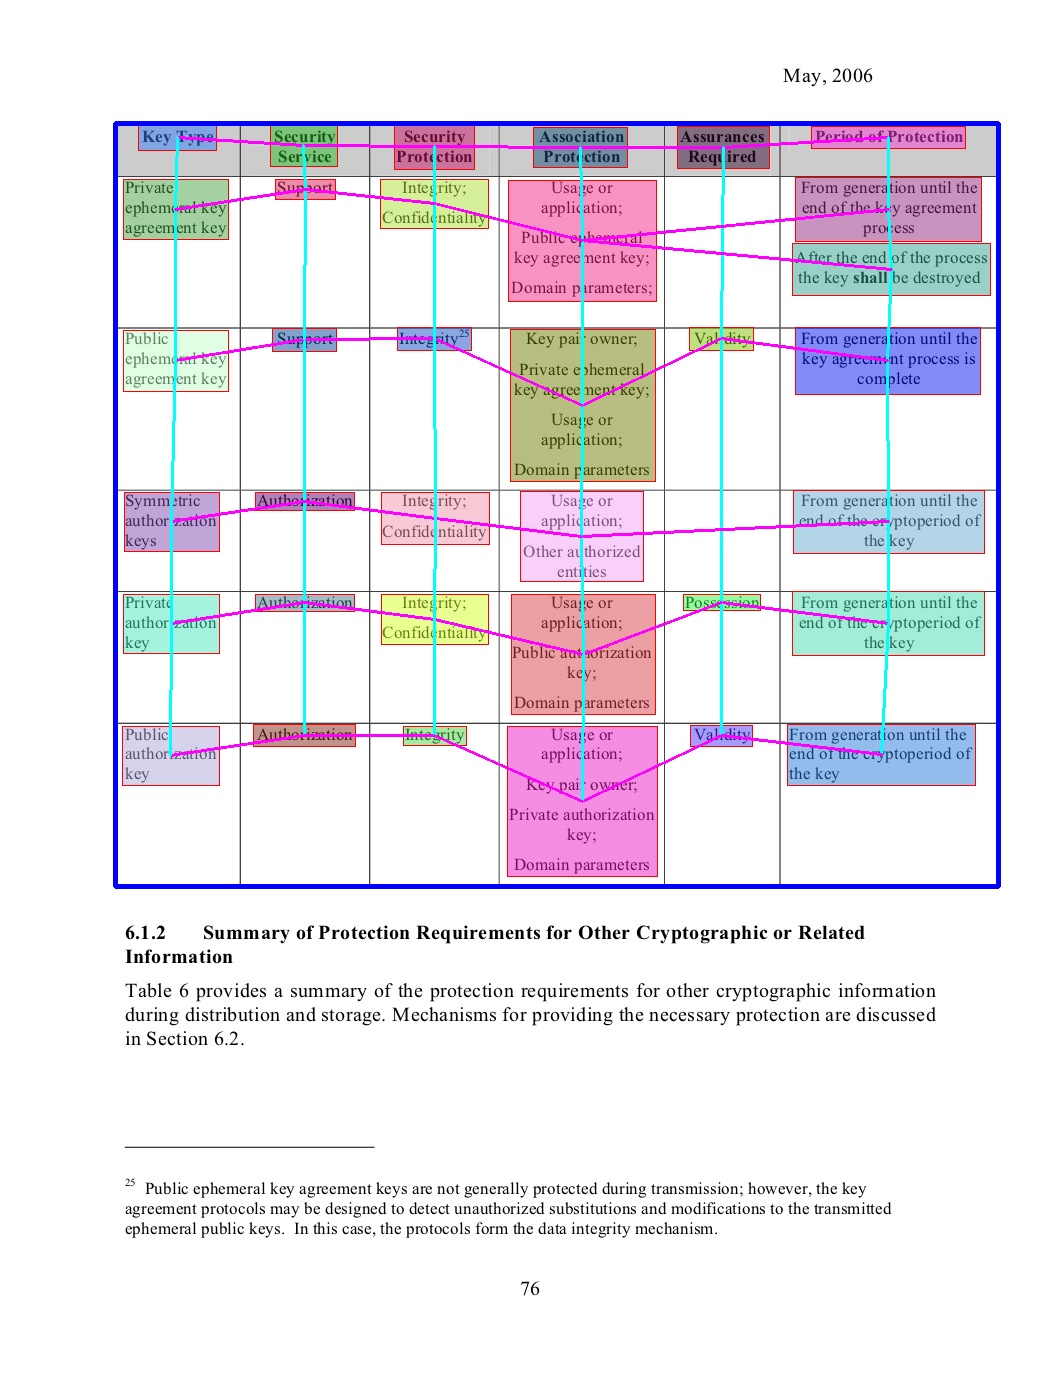 May, 2006
Key Type Security Service Security Protection Association Protection Assurances Required Period of Protection
Private
ephemeral key
agreement key
Support
Integrity;
Confidentiality
Usage or
application;
Public ephemeral
key agreement key;
Domain parameters;
From generation until the
end of the key agreement
process
After the end of the process
the key shall be destroyed
Public
ephemeral key
agreement key
Support
Integrity25
Key pair owner;
Private ephemeral
key agreement key;
Usage or
application;
Domain parameters
Validity
From generation until the
key agreement process is
complete
Symmetric
authorization
keys
Authorization
Integrity;
Confidentiality
Usage or
application;
Other authorized
entities
From generation until the
end of the cryptoperiod of
the key
Private
authorization
key
Authorization
Integrity;
Confidentiality
Usage or
application;
Public authorization
key;
Domain parameters
Possession
From generation until the
end of the cryptoperiod of
the key
Public
authorization
key
Authorization
Integrity
Usage or
application;
Key pair owner;
Private authorization
key;
Domain parameters
Validity
From generation until the
end of the cryptoperiod of
the key
6.1.2 Summary of Protection Requirements for Other Cryptographic or Related
Information
Table 6 provides a summary of the protection requirements for other cryptographic information
during distribution and storage. Mechanisms for providing the necessary protection are discussed
in Section 6.2.
25 Public ephemeral key agreement keys are not generally protected during transmission; however, the key
agreement protocols may be designed to detect unauthorized substitutions and modifications to the transmitted
ephemeral public keys. In this case, the protocols form the data integrity mechanism.
76